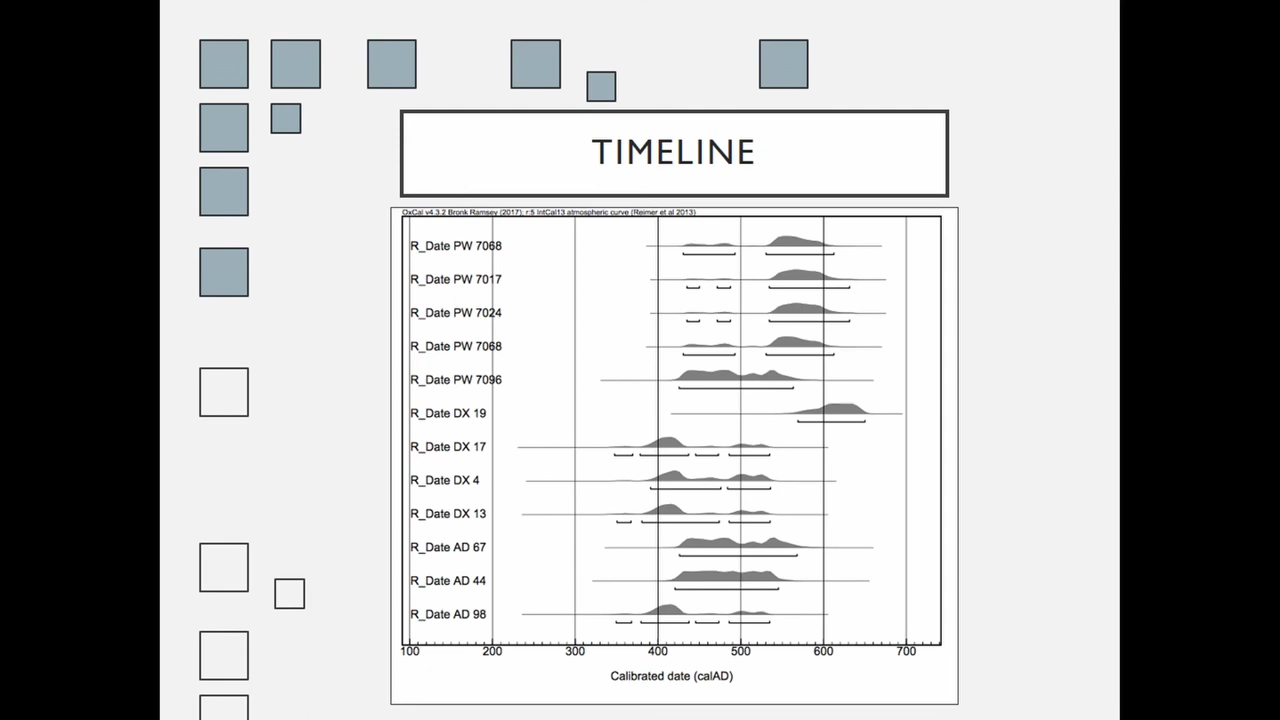 TIMELINE
OxCal v4.3.2 Bronk Ramsey (2017); r:5 IntCal13 atmospheric curve (Reimer et al 2013)
R_Date PW 7068
R_Date PW 7017
R_Date PW 7024
R_Date PW 7068
R_Date PW 7096
R_Date DX 19
R_Date DX 17
R_Date DX 4
R_Date DX 13
R_Date AD 67
R_Date AD 44
R_Date AD 98
100 200 300 400 500 600 700
Calibrated date (calAD)